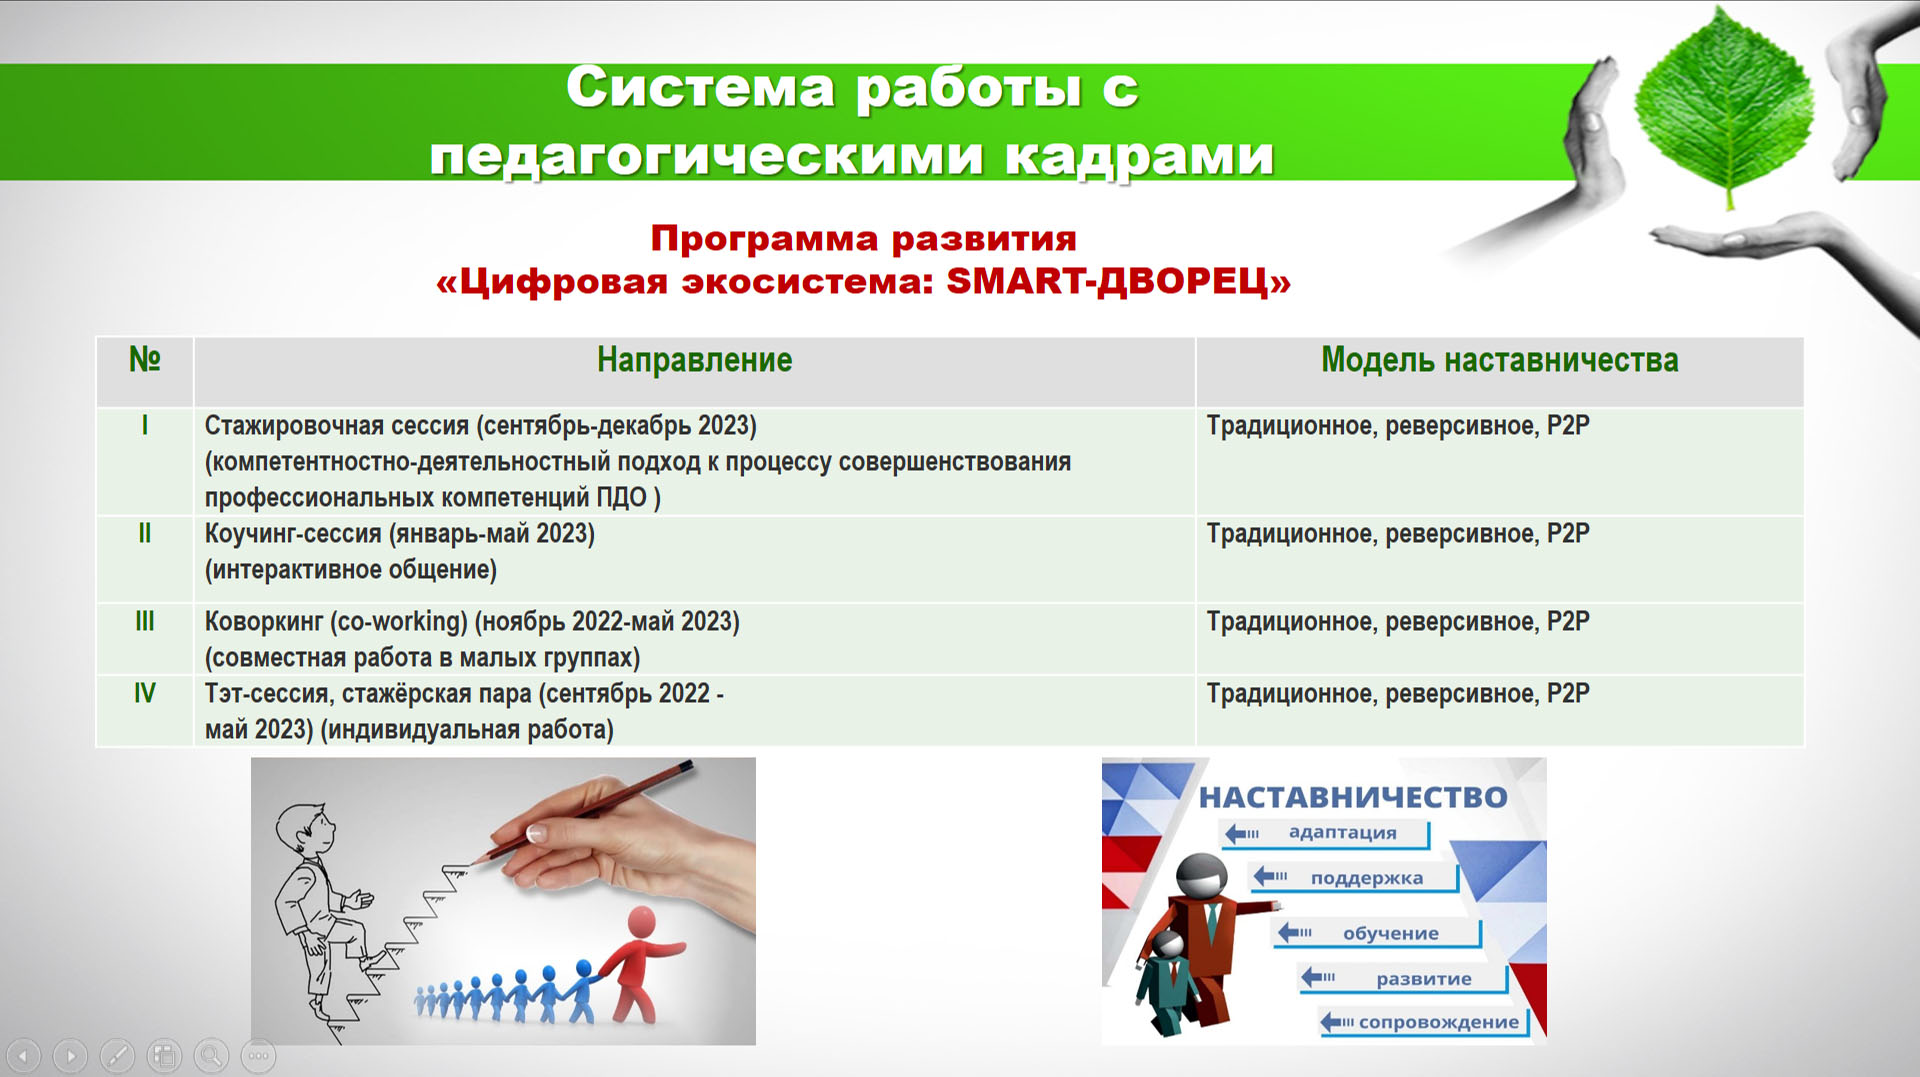 Система работы с
педагогическими кадрами
Программа развития
«Цифровая экосистема: SMART-ДВОРЕЦ»
№ Направление Модель наставничества
I Стажировочная сессия (сентябрь-декабрь 2023) Традиционное, реверсивное, P2P
(компетентностно-деятельностный подход к процессу совершенствования
профессиональных компетенций ПДО )
II Коучинг-сессия (январь-май 2023) Традиционное, реверсивное, P2P
(интерактивное общение)
III Коворкинг (co-working) (ноябрь 2022-май 2023) Традиционное, реверсивное, P2P
(совместная работа в малых группах)
IV Тэт-сессия, стажёрская пара (сентябрь 2022 - Традиционное, реверсивное, P2P
май 2023) (индивидуальная работа)
НАСТАВНИЧЕСТВО
адаптация
поддержка
обучение
развитие
сопровождение